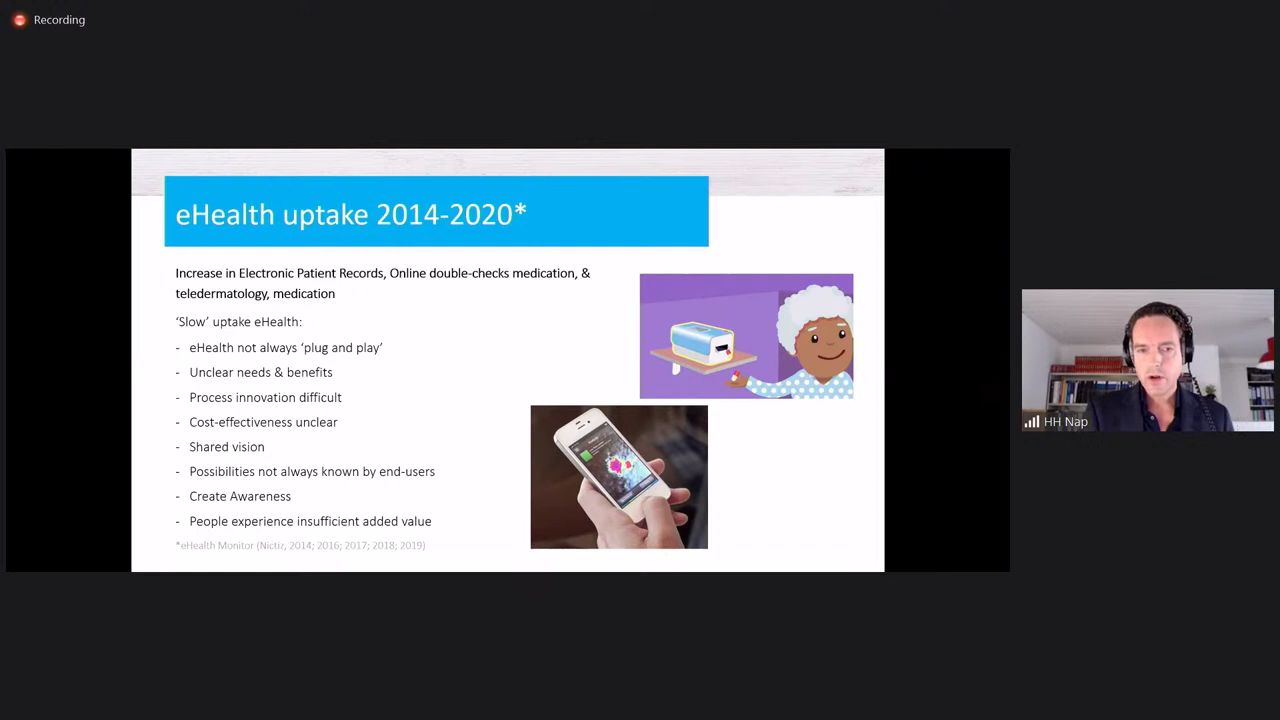 Recording
eHealth uptake 2014-2020*
Increase in Electronic Patient Records, Online double-checks medication, &
teledermatology, medication
‘Slow’ uptake eHealth:
- eHealth not always ‘plug and play’
- Unclear needs & benefits
- Process innovation difficult
- Cost-effectiveness unclear
- Shared vision
- Possibilities not always known by end-users
- Create Awareness
- People experience insufficient added value
*eHealth Monitor (Nictiz, 2014; 2016; 2017; 2018; 2019)
HH Nap